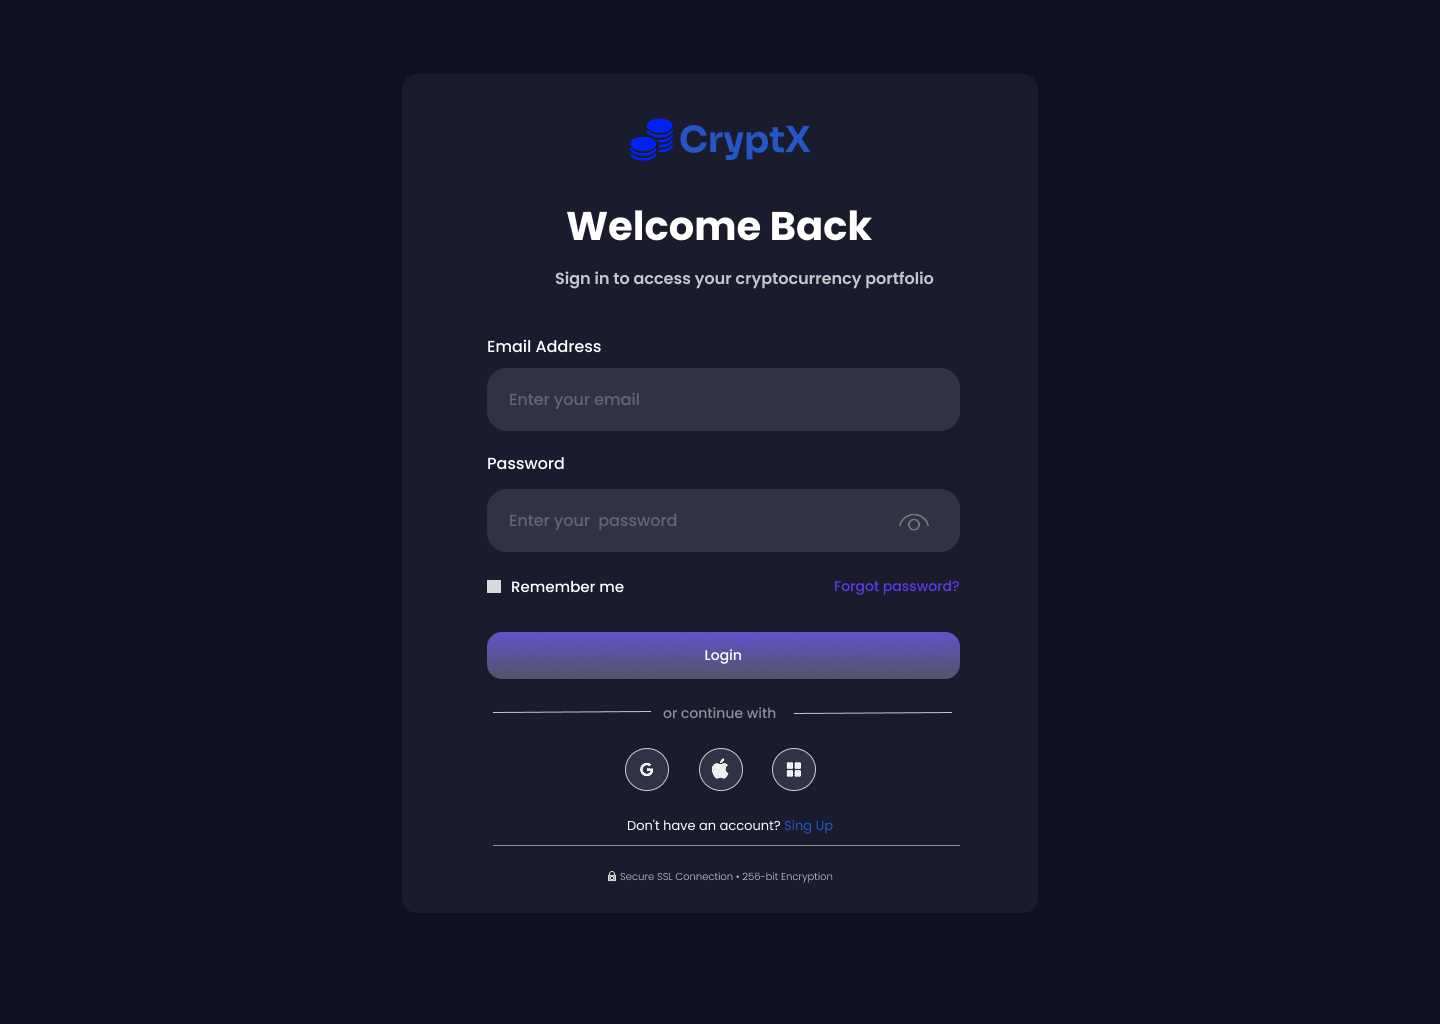 CryptX
Welcome Back
Sign in to access your cryptocurrency portfolio
Email Address
Enter your email
Password
Enter your  password
Remember me
Forgot password?
Login
or continue with
G
Don't have an account? Sing Up
Secure SSL Connection • 256-bit Encryption